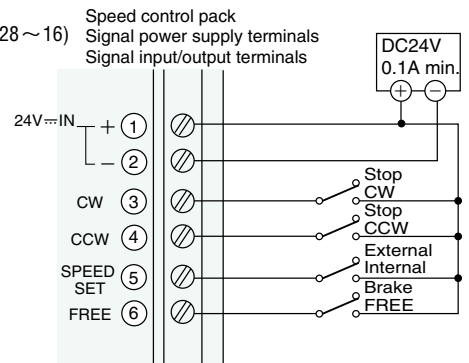 Speed control pack
28～16) Signal power supply terminals
Signal input/output terminals
DC24V
0.1A min.
+ −
24V⎓IN + 1
− 2
CW 3
CCW 4
SPEED
SET 5
FREE 6
Stop
CW
Stop
CCW
External
Internal
Brake
FREE